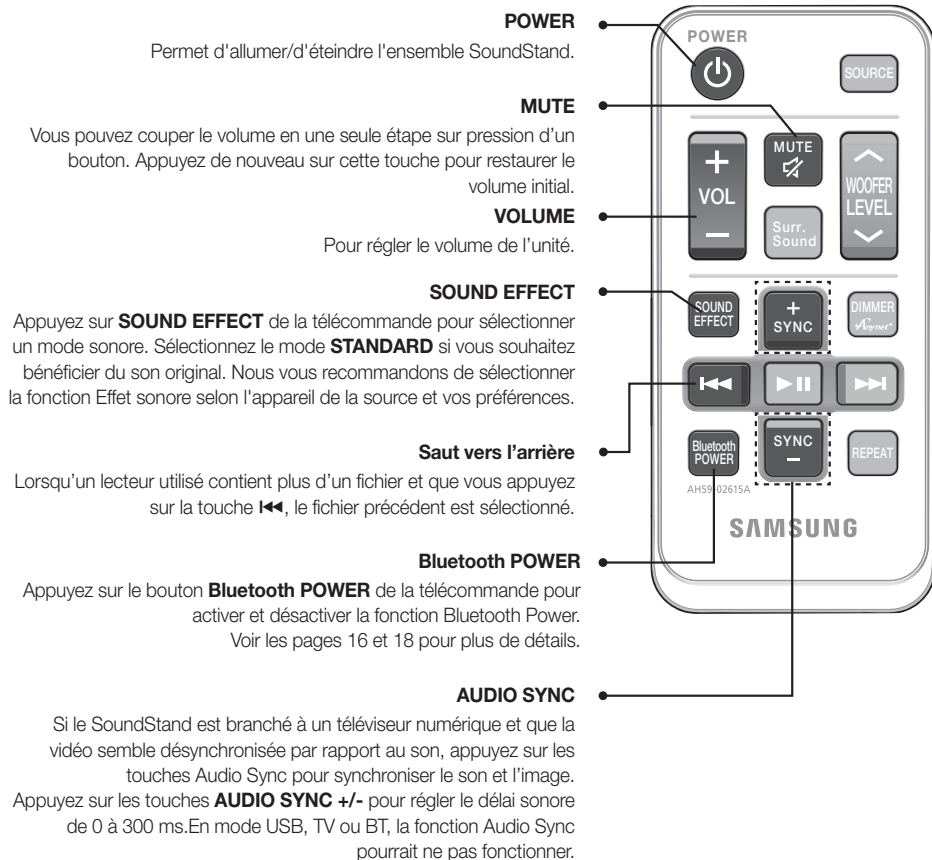 POWER
Permet d'allumer/d'éteindre l'ensemble SoundStand.
MUTE
Vous pouvez couper le volume en une seule étape sur pression d’un
bouton. Appuyez de nouveau sur cette touche pour restaurer le
volume initial.
VOLUME
Pour régler le volume de l’unité.
SOUND EFFECT
Appuyez sur SOUND EFFECT de la télécommande pour sélectionner
un mode sonore. Sélectionnez le mode STANDARD si vous souhaitez
bénéficier du son original. Nous vous recommandons de sélectionner
la fonction Effet sonore selon l'appareil de la source et vos préférences.
Saut vers l’arrière
Lorsqu’un lecteur utilisé contient plus d’un fichier et que vous appuyez
sur la touche ⏮, le fichier précédent est sélectionné.
Bluetooth POWER
Appuyez sur le bouton Bluetooth POWER de la télécommande pour
activer et désactiver la fonction Bluetooth Power.
Voir les pages 16 et 18 pour plus de détails.
AUDIO SYNC
Si le SoundStand est branché à un téléviseur numérique et que la
vidéo semble désynchronisée par rapport au son, appuyez sur les
touches Audio Sync pour synchroniser le son et l’image.
Appuyez sur les touches AUDIO SYNC +/- pour régler le délai sonore
de 0 à 300 ms.En mode USB, TV ou BT, la fonction Audio Sync
pourrait ne pas fonctionner.
POWER
SOURCE
+
VOL
–
MUTE
Surr.
Sound
WOOFER
LEVEL
SOUND
EFFECT
+
SYNC
DIMMER
Anynet+
Bluetooth
POWER
SYNC
–
REPEAT
AH59-02615A
SAMSUNG